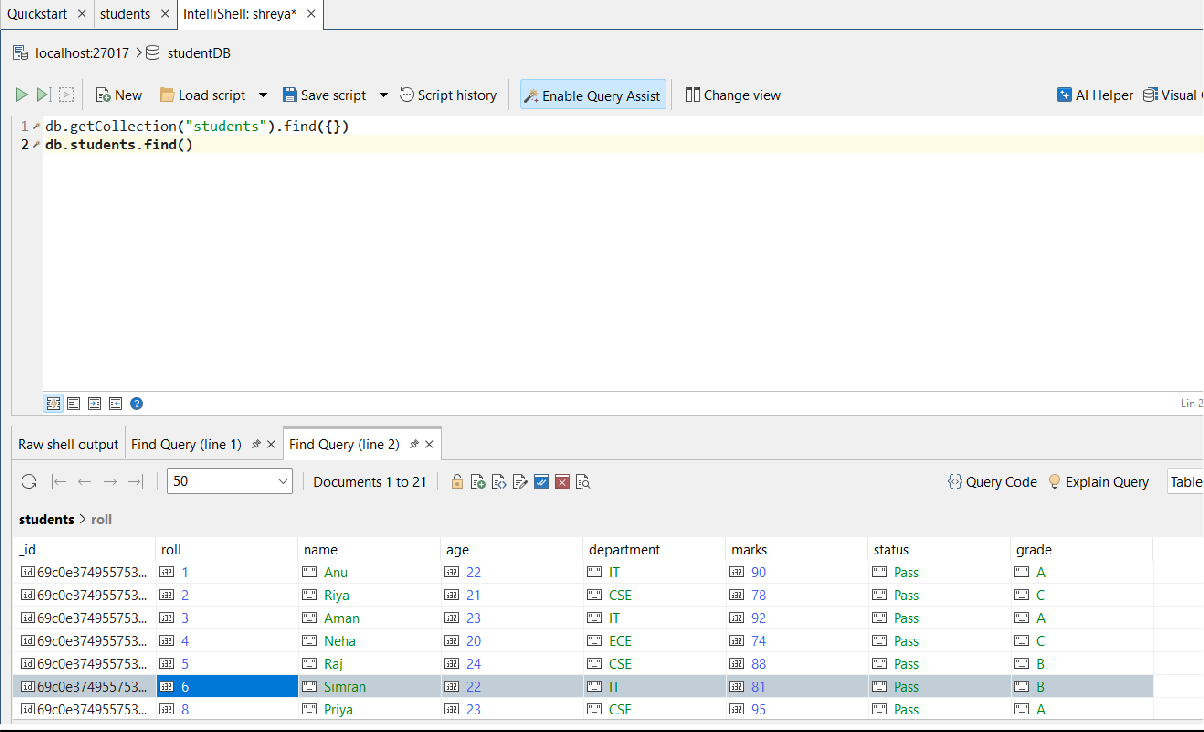 Quickstart × students × IntelliShell: shreya* ×
localhost:27017 > studentDB
New Load script Save script Script history Enable Query Assist Change view AI Helper Visual
1 db.getCollection("students").find({})
2 db.students.find()
Lin 2
Raw shell output Find Query (line 1) × Find Query (line 2) ×
50 Documents 1 to 21 Query Code Explain Query Table
students > roll
_id roll name age department marks status grade
69c0e374955753... 1 Anu 22 IT 90 Pass A
69c0e374955753... 2 Riya 21 CSE 78 Pass C
69c0e374955753... 3 Aman 23 IT 92 Pass A
69c0e374955753... 4 Neha 20 ECE 74 Pass C
69c0e374955753... 5 Raj 24 CSE 88 Pass B
69c0e374955753... 6 Simran 22 IT 81 Pass B
69c0e374955753... 8 Priya 23 CSE 95 Pass A